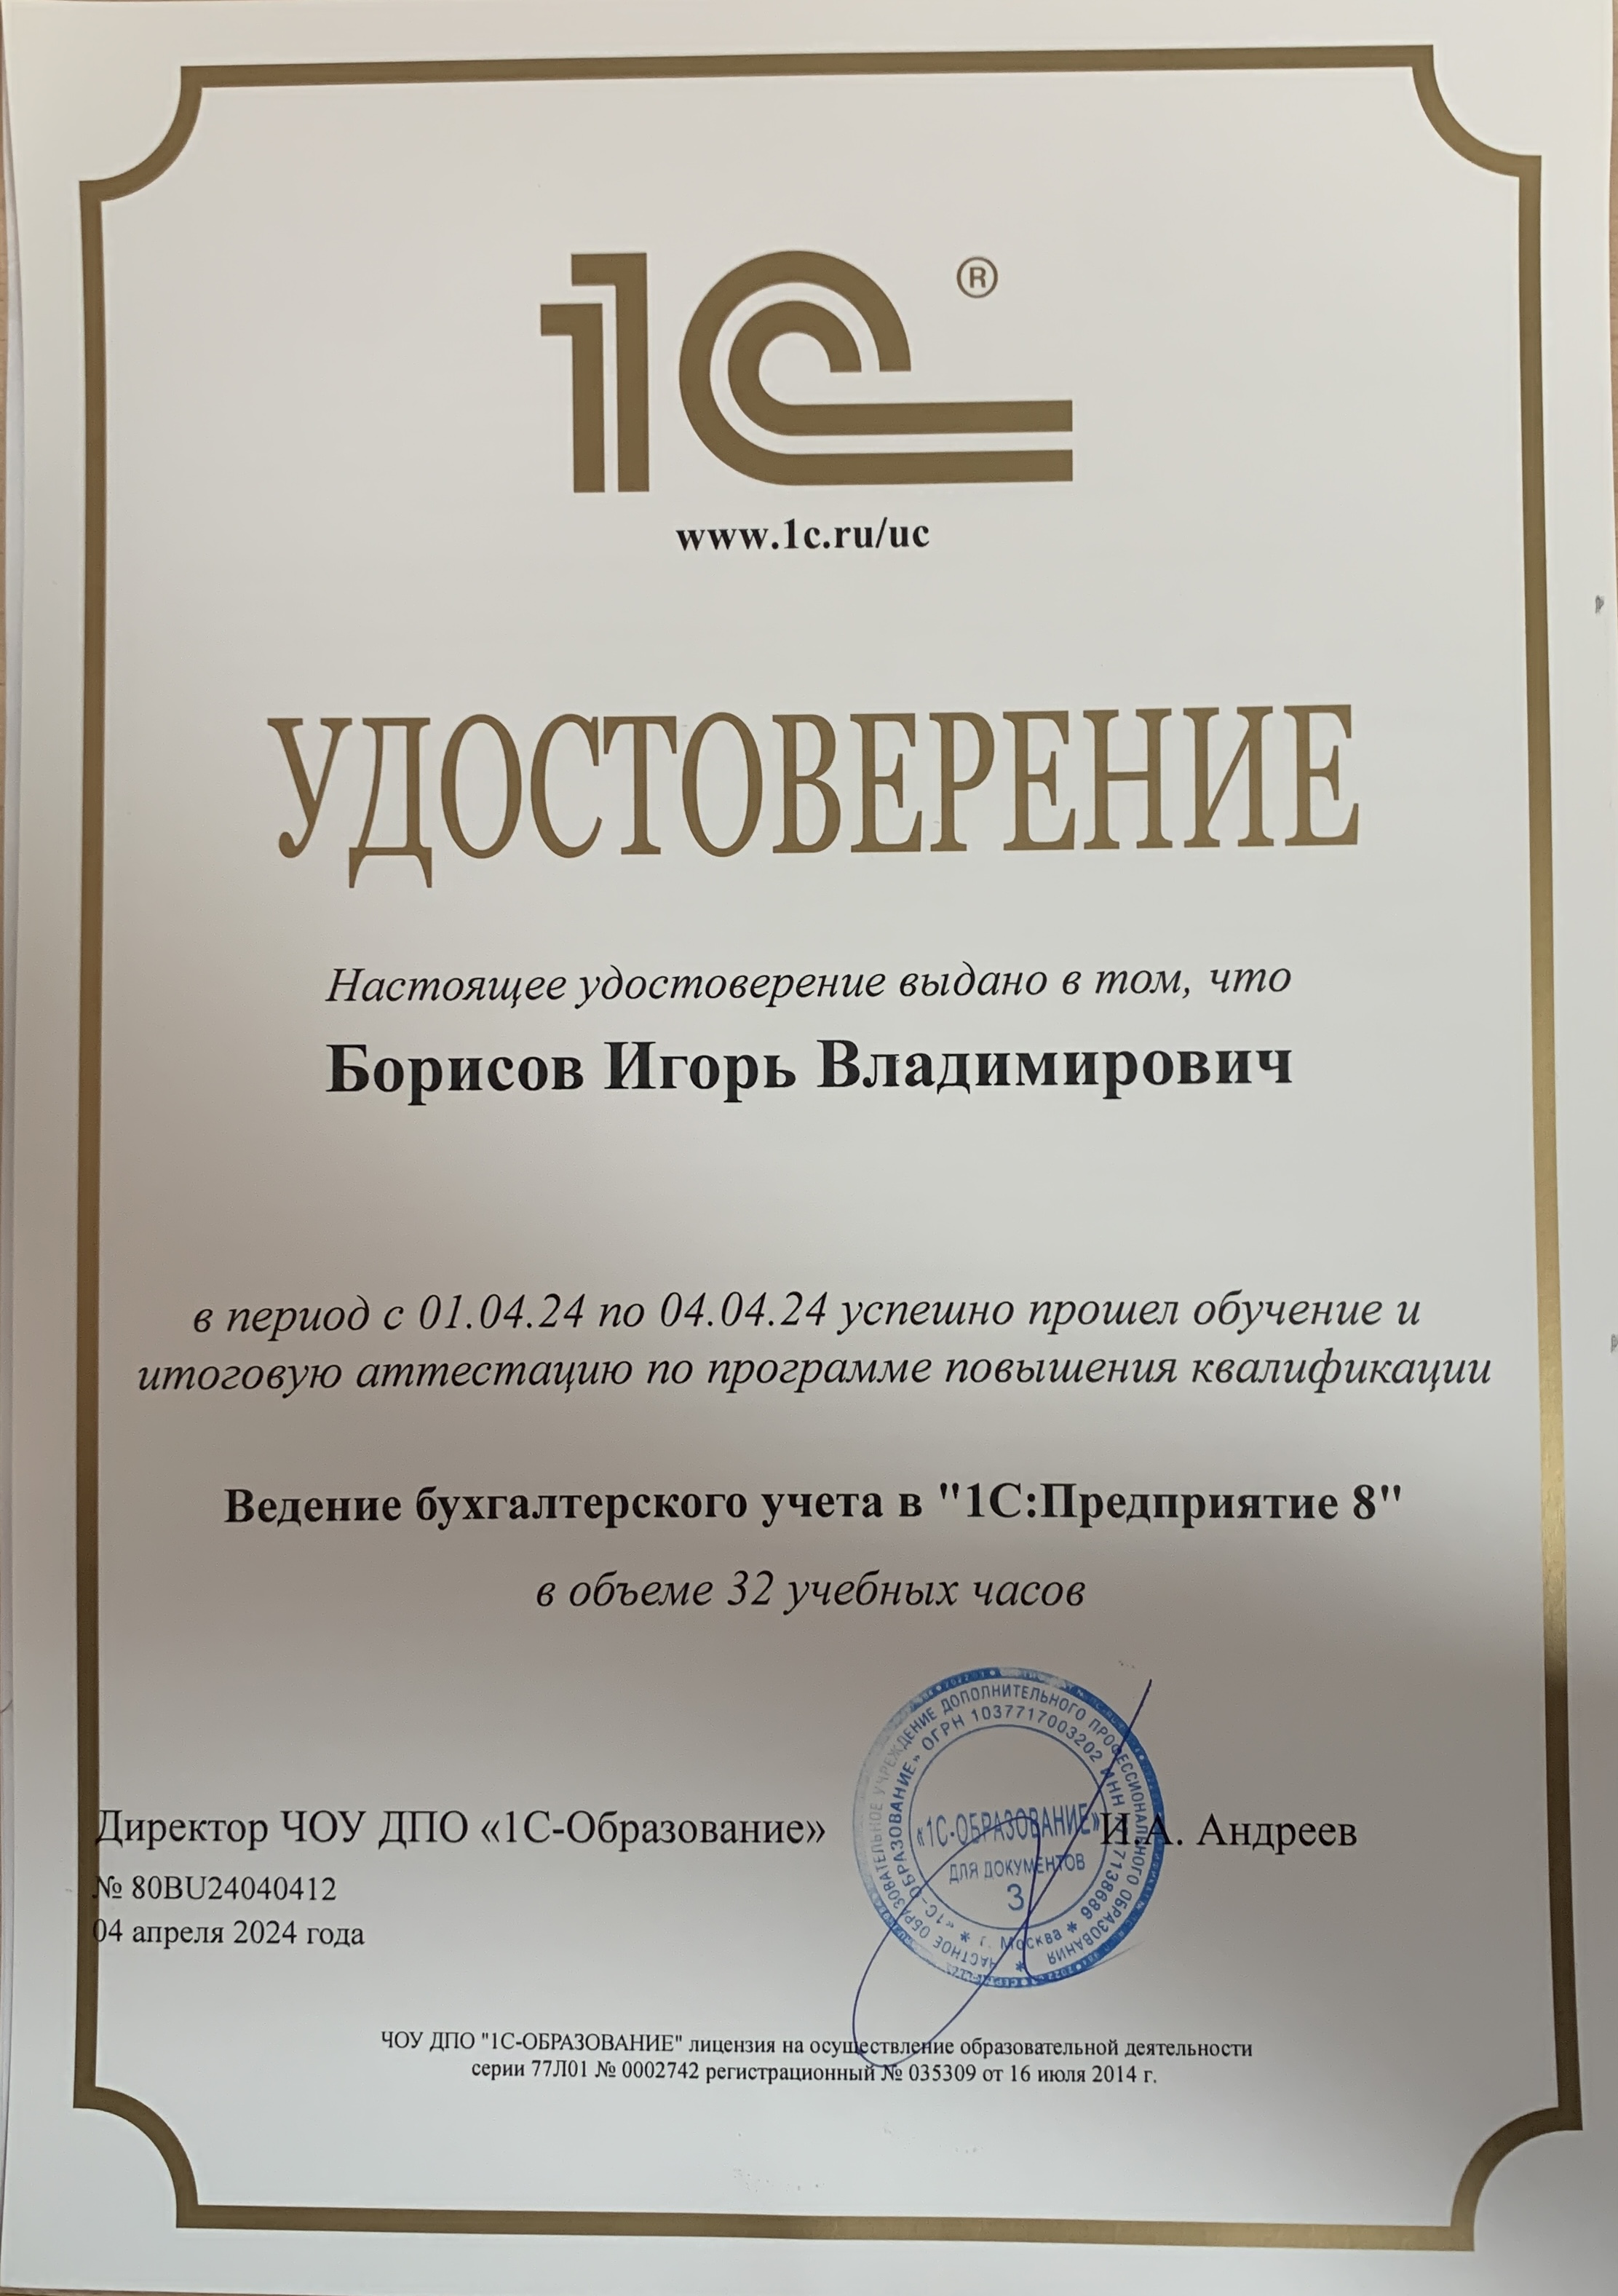 1С®
www.1c.ru/uc
УДОСТОВЕРЕНИЕ
Настоящее удостоверение выдано в том, что
Борисов Игорь Владимирович
в период с 01.04.24 по 04.04.24 успешно прошел обучение и
итоговую аттестацию по программе повышения квалификации
Ведение бухгалтерского учета в "1С:Предприятие 8"
в объеме 32 учебных часов
ЧАСТНОЕ ОБРАЗОВАТЕЛЬНОЕ УЧРЕЖДЕНИЕ ДОПОЛНИТЕЛЬНОГО ПРОФЕССИОНАЛЬНОГО ОБРАЗОВАНИЯ *
«1С-ОБРАЗОВАНИЕ» ОГРН 1037717003202 ИНН
* г. Москва *
«1С-ОБРАЗОВАНИЕ»
ДЛЯ ДОКУМЕНТОВ
3
Директор ЧОУ ДПО «1С-Образование» И.А. Андреев
№ 80BU24040412
04 апреля 2024 года
ЧОУ ДПО "1С-ОБРАЗОВАНИЕ" лицензия на осуществление образовательной деятельности
серии 77Л01 № 0002742 регистрационный № 035309 от 16 июля 2014 г.